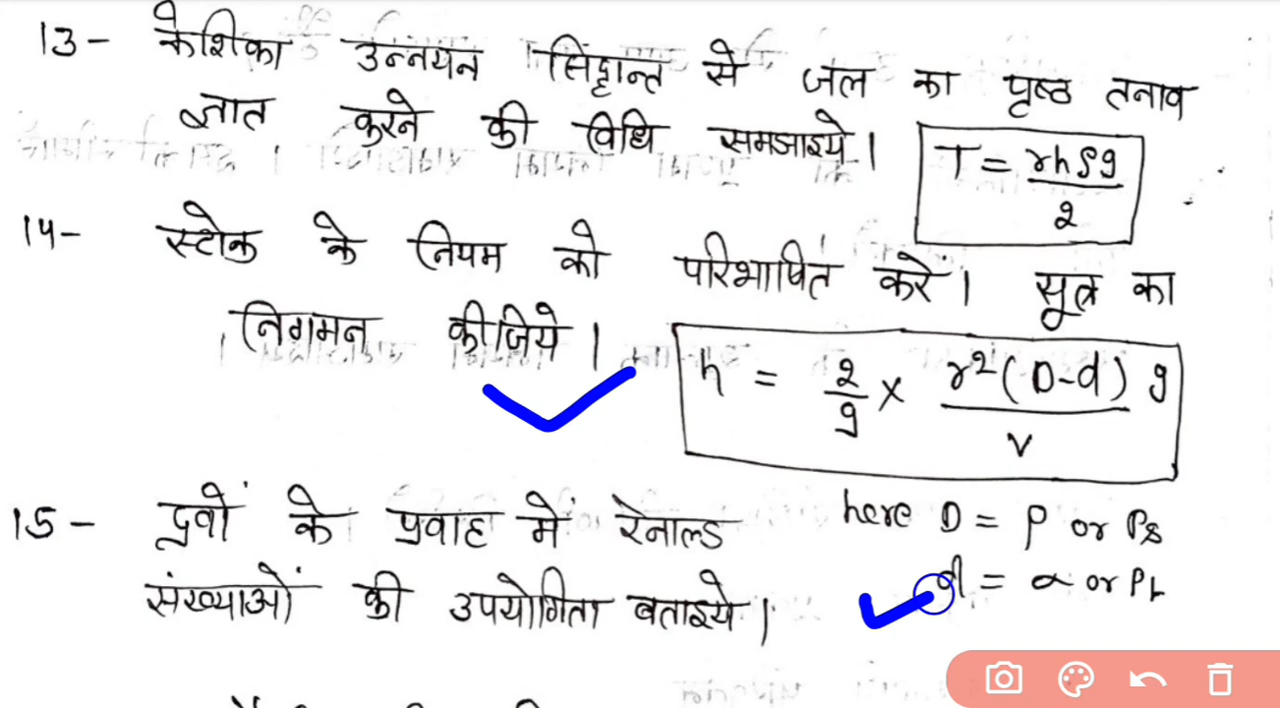 13- केशिका उन्नयन सिद्धान्त से जल का पृष्ठ तनाव
ज्ञात करने की विधि समझाइये।
T = rhρg / 2
14- स्टोक के नियम को परिभाषित करें। सूत्र का
निगमन कीजिये।
η = 2/9 × r²(D-d) g / v
15- द्रवों के प्रवाह में रेनाल्ड
here D = ρ or ρs
संख्याओं की उपयोगिता बताइये।
d = σ or ρL